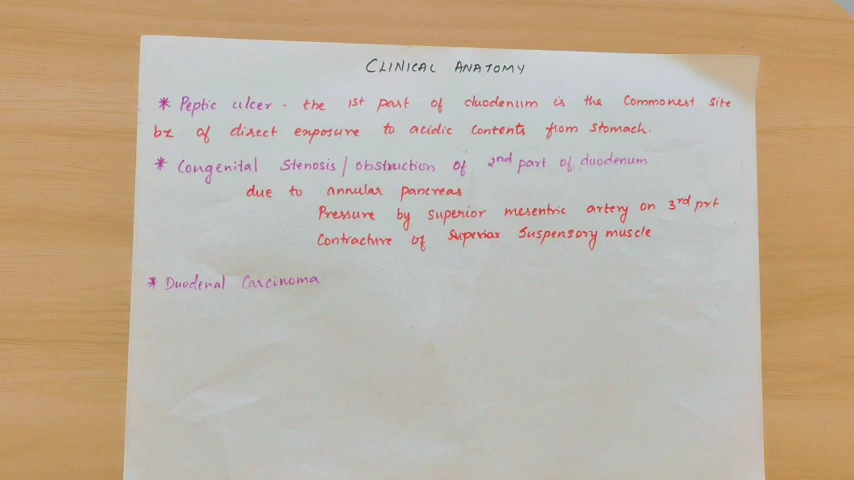 CLINICAL ANATOMY
* Peptic ulcer - the 1st part of duodenum is the Commonest site
bz of direct exposure to acidic contents from stomach.
* Congenital Stenosis / obstruction of 2nd part of duodenum
due to annular pancreas
Pressure by superior mesentric artery on 3rd prt
Contracture of Superior Suspensory muscle
* Duodenal Carcinoma